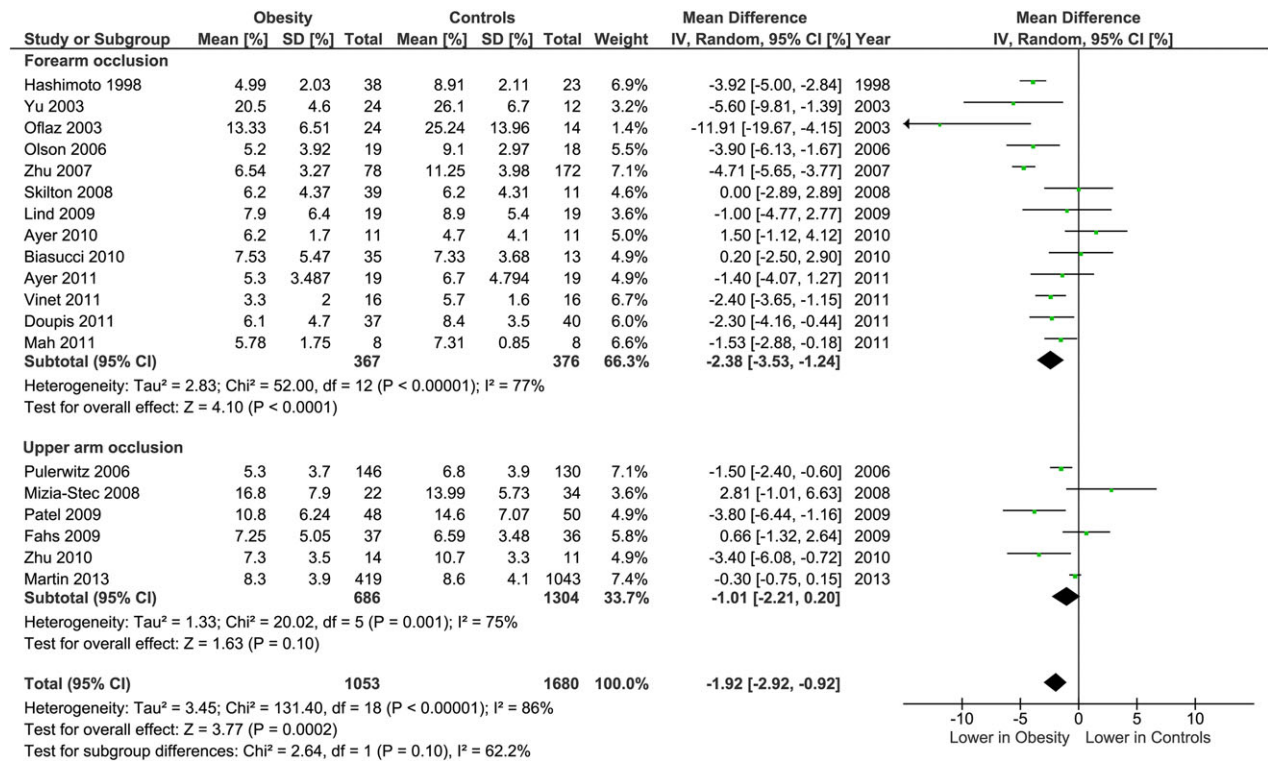 Obesity Controls Mean Difference Mean Difference
Study or Subgroup Mean [%] SD [%] Total Mean [%] SD [%] Total Weight IV, Random, 95% CI [%] Year IV, Random, 95% CI [%]
Forearm occlusion
Hashimoto 1998 4.99 2.03 38 8.91 2.11 23 6.9% -3.92 [-5.00, -2.84] 1998
Yu 2003 20.5 4.6 24 26.1 6.7 12 3.2% -5.60 [-9.81, -1.39] 2003
Oflaz 2003 13.33 6.51 24 25.24 13.96 14 1.4% -11.91 [-19.67, -4.15] 2003
Olson 2006 5.2 3.92 19 9.1 2.97 18 5.5% -3.90 [-6.13, -1.67] 2006
Zhu 2007 6.54 3.27 78 11.25 3.98 172 7.1% -4.71 [-5.65, -3.77] 2007
Skilton 2008 6.2 4.37 39 6.2 4.31 11 4.6% 0.00 [-2.89, 2.89] 2008
Lind 2009 7.9 6.4 19 8.9 5.4 19 3.6% -1.00 [-4.77, 2.77] 2009
Ayer 2010 6.2 1.7 11 4.7 4.1 11 5.0% 1.50 [-1.12, 4.12] 2010
Biasucci 2010 7.53 5.47 35 7.33 3.68 13 4.9% 0.20 [-2.50, 2.90] 2010
Ayer 2011 5.3 3.487 19 6.7 4.794 19 4.9% -1.40 [-4.07, 1.27] 2011
Vinet 2011 3.3 2 16 5.7 1.6 16 6.7% -2.40 [-3.65, -1.15] 2011
Doupis 2011 6.1 4.7 37 8.4 3.5 40 6.0% -2.30 [-4.16, -0.44] 2011
Mah 2011 5.78 1.75 8 7.31 0.85 8 6.6% -1.53 [-2.88, -0.18] 2011
Subtotal (95% CI) 367 376 66.3% -2.38 [-3.53, -1.24]
Heterogeneity: Tau² = 2.83; Chi² = 52.00, df = 12 (P < 0.00001); I² = 77%
Test for overall effect: Z = 4.10 (P < 0.0001)
Upper arm occlusion
Pulerwitz 2006 5.3 3.7 146 6.8 3.9 130 7.1% -1.50 [-2.40, -0.60] 2006
Mizia-Stec 2008 16.8 7.9 22 13.99 5.73 34 3.6% 2.81 [-1.01, 6.63] 2008
Patel 2009 10.8 6.24 48 14.6 7.07 50 4.9% -3.80 [-6.44, -1.16] 2009
Fahs 2009 7.25 5.05 37 6.59 3.48 36 5.8% 0.66 [-1.32, 2.64] 2009
Zhu 2010 7.3 3.5 14 10.7 3.3 11 4.9% -3.40 [-6.08, -0.72] 2010
Martin 2013 8.3 3.9 419 8.6 4.1 1043 7.4% -0.30 [-0.75, 0.15] 2013
Subtotal (95% CI) 686 1304 33.7% -1.01 [-2.21, 0.20]
Heterogeneity: Tau² = 1.33; Chi² = 20.02, df = 5 (P = 0.001); I² = 75%
Test for overall effect: Z = 1.63 (P = 0.10)
Total (95% CI) 1053 1680 100.0% -1.92 [-2.92, -0.92]
Heterogeneity: Tau² = 3.45; Chi² = 131.40, df = 18 (P < 0.00001); I² = 86%
Test for overall effect: Z = 3.77 (P = 0.0002)
Test for subgroup differences: Chi² = 2.64, df = 1 (P = 0.10), I² = 62.2%
-10 -5 0 5 10
Lower in Obesity Lower in Controls